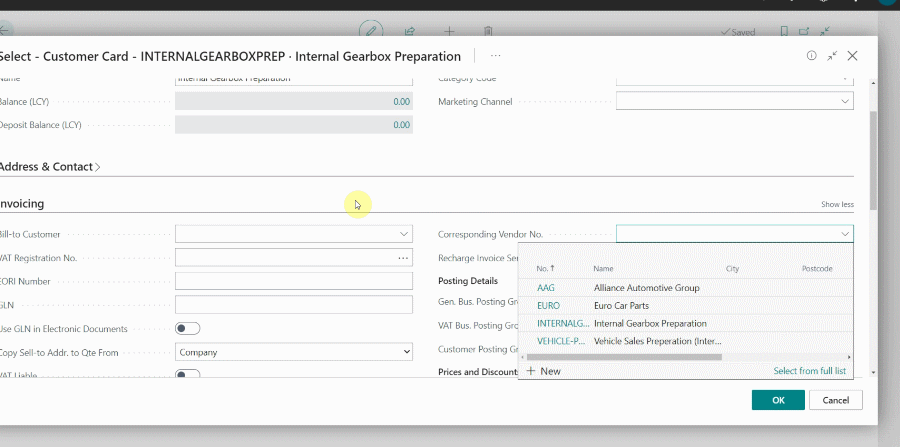 Saved
Select - Customer Card - INTERNALGEARBOXPREP · Internal Gearbox Preparation
Name Internal Gearbox Preparation Category Code
Balance (LCY) 0.00 Marketing Channel
Deposit Balance (LCY) 0.00
Address & Contact
Invoicing Show less
Bill-to Customer Corresponding Vendor No.
VAT Registration No. Recharge Invoice Ser
EORI Number Posting Details
GLN Gen. Bus. Posting Gro
Use GLN in Electronic Documents VAT Bus. Posting Gro
Copy Sell-to Addr. to Qte From Company Customer Posting G
VAT Liable Prices and Discount
No. Name City Postcode
AAG Alliance Automotive Group
EURO Euro Car Parts
INTERNALG... Internal Gearbox Preparation
VEHICLE-P... Vehicle Sales Preperation (Inter...
New Select from full list
OK Cancel